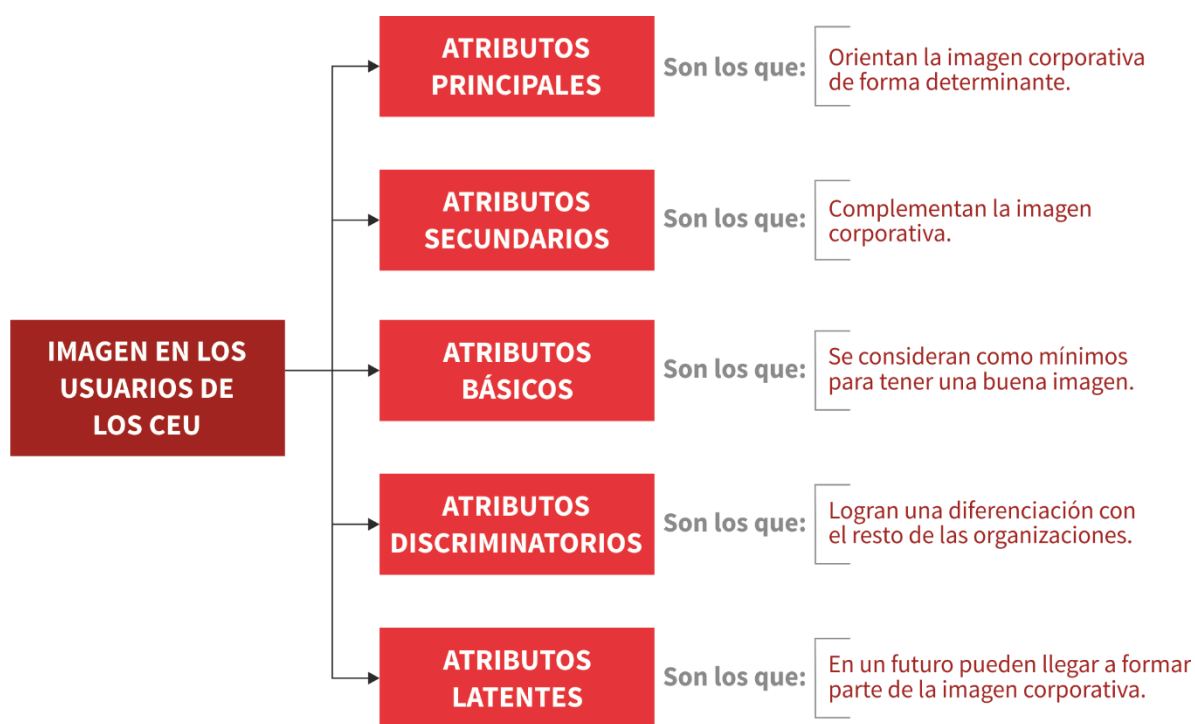 ATRIBUTOS
PRINCIPALES
Son los que:
Orientan la imagen corporativa
de forma determinante.
ATRIBUTOS
SECUNDARIOS
Son los que:
Complementan la imagen
corporativa.
IMAGEN EN LOS
USUARIOS DE
LOS CEU
ATRIBUTOS
BÁSICOS
Son los que:
Se consideran como mínimos
para tener una buena imagen.
ATRIBUTOS
DISCRIMINATORIOS
Son los que:
Logran una diferenciación con
el resto de las organizaciones.
ATRIBUTOS
LATENTES
Son los que:
En un futuro pueden llegar a formar
parte de la imagen corporativa.